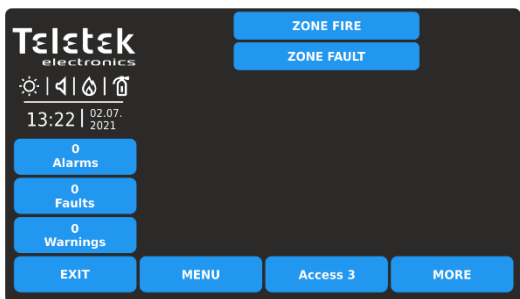 Teletek
electronics
13:22
02.07.
2021
0
Alarms
0
Faults
0
Warnings
ZONE FIRE
ZONE FAULT
EXIT
MENU
Access 3
MORE